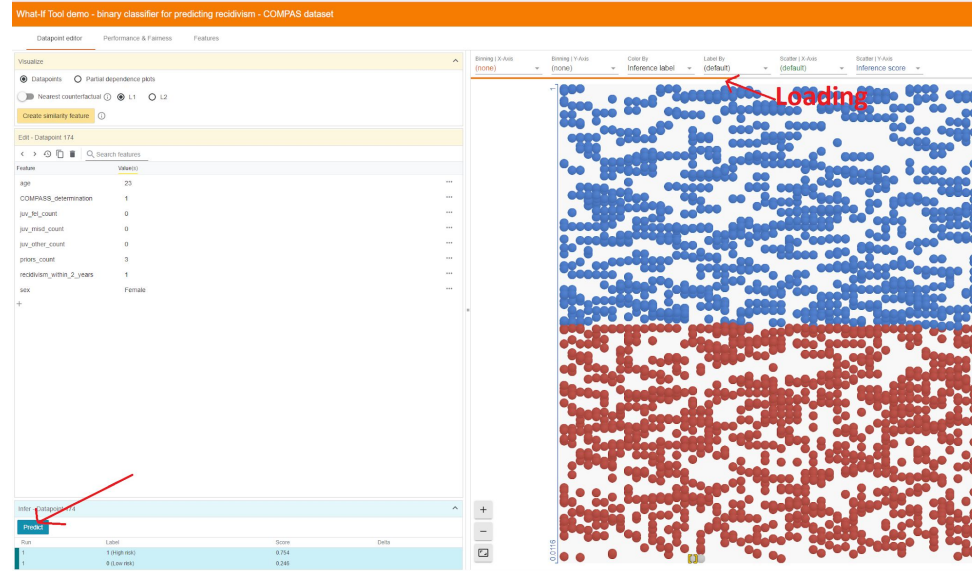 What-If Tool demo - binary classifier for predicting recidivism - COMPAS dataset
Datapoint editor Performance & Fairness Features
Visualize
Datapoints Partial dependence plots
Nearest counterfactual L1 L2
Create similarity feature
Binning | X-Axis Binning | Y-Axis Color By Label By Scatter | X-Axis Scatter | Y-Axis
(none) (none) Inference label (default) (default) Inference score
Loading
Edit - Datapoint 174
Search features
Feature Value(s)
age 23
COMPASS_determination 1
juv_fel_count 0
juv_misd_count 0
juv_other_count 0
priors_count 3
recidivism_within_2_years 1
sex Female
Infer - Datapoint 174
Predict
Run Label Score Delta
1 1 (High risk) 0.754
1 0 (Low risk) 0.246
0.0116